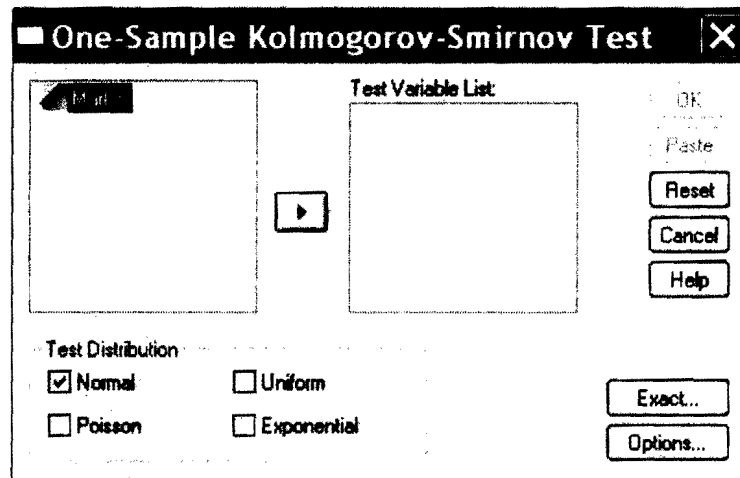 One-Sample Kolmogorov-Smirnov Test
Test Variable List:
OK
Paste
Reset
Cancel
Help
Test Distribution
Normal
Uniform
Poisson
Exponential
Exact...
Options...